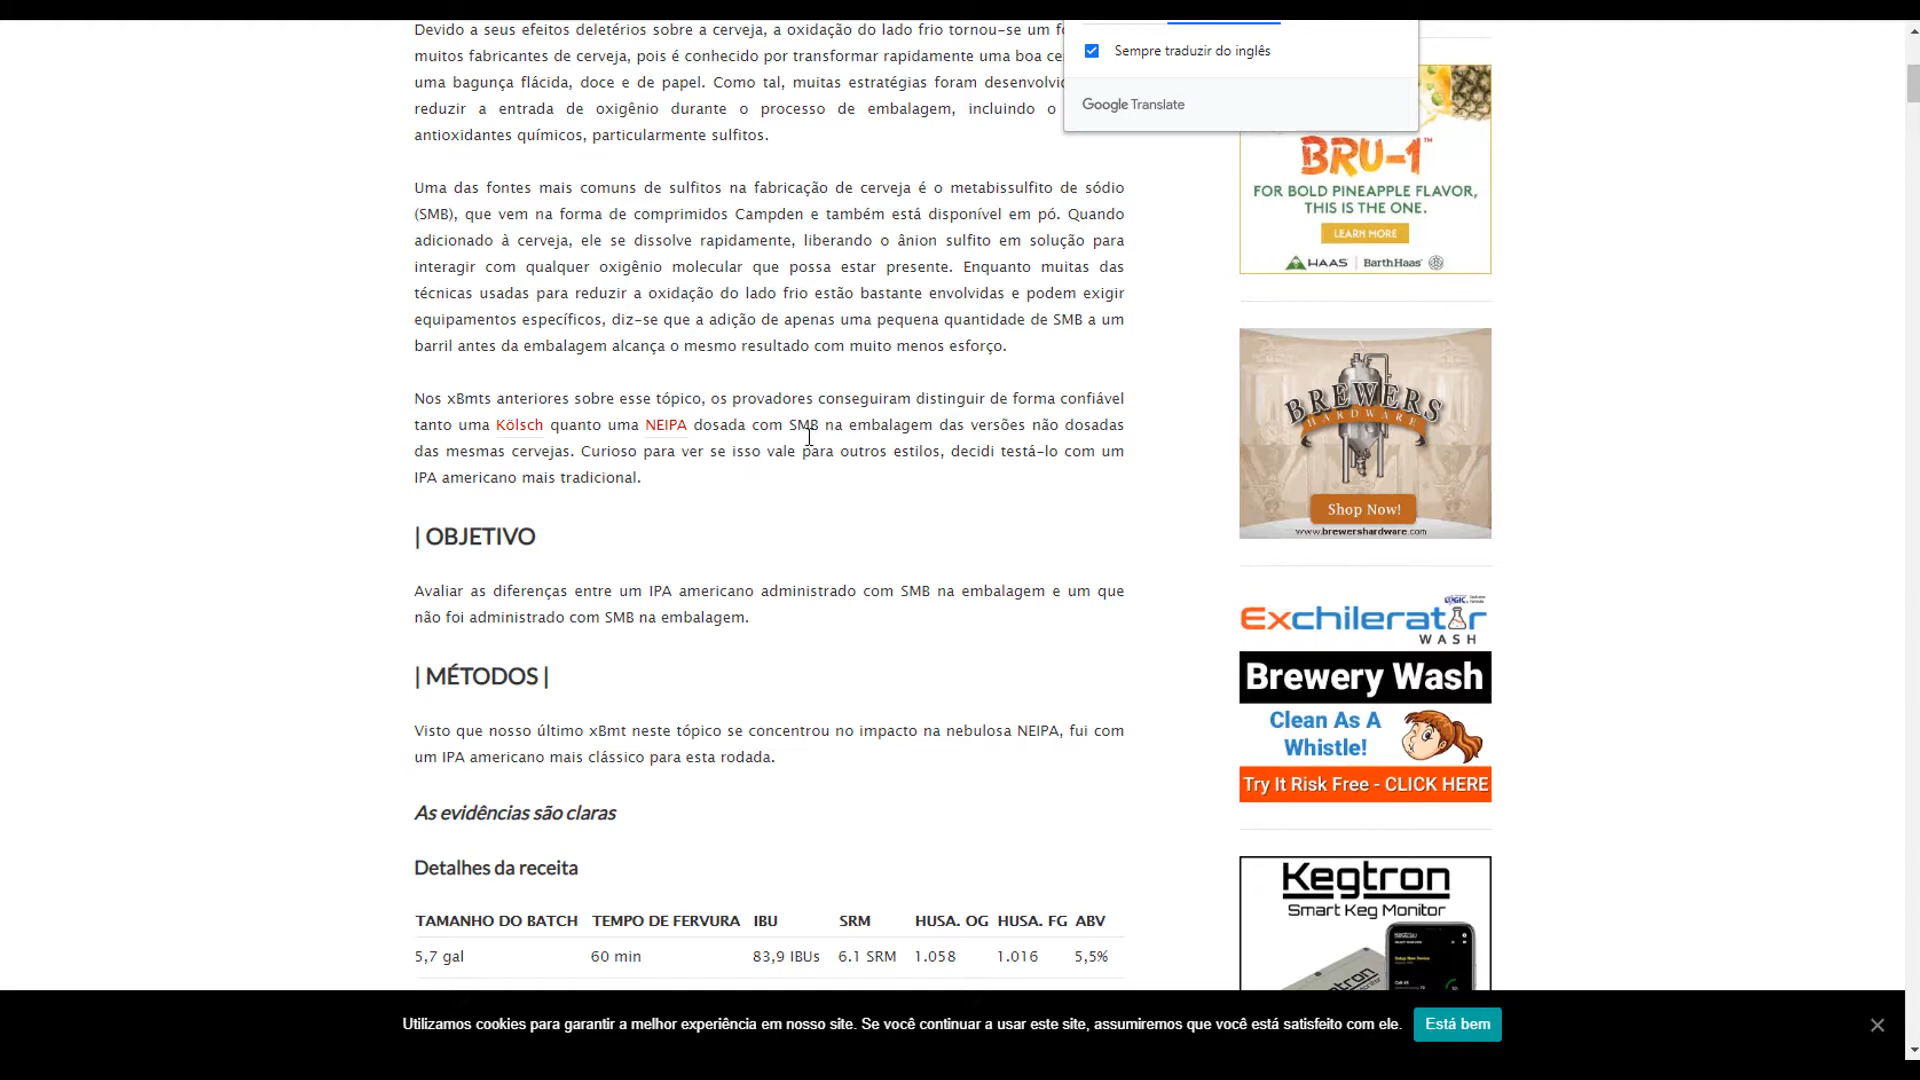 Devido a seus efeitos deletérios sobre a cerveja, a oxidação do lado frio tornou-se um
muitos fabricantes de cerveja, pois é conhecido por transformar rapidamente uma boa
uma bagunça flácida, doce e de papel. Como tal, muitas estratégias foram
reduzir a entrada de oxigênio durante o processo de embalagem, incluindo o
antioxidantes químicos, particularmente sulfitos.
Uma das fontes mais comuns de sulfitos na fabricação de cerveja é o metabissulfito de sódio
(SMB), que vem na forma de comprimidos Campden e também está disponível em pó. Quando
adicionado à cerveja, ele se dissolve rapidamente, liberando o ânion sulfito em solução para
interagir com qualquer oxigênio molecular que possa estar presente. Enquanto muitas das
técnicas usadas para reduzir a oxidação do lado frio estão bastante envolvidas e podem exigir
equipamentos específicos, diz-se que a adição de apenas uma pequena quantidade de SMB a um
barril antes da embalagem alcança o mesmo resultado com muito menos esforço.
Nos xBmts anteriores sobre esse tópico, os provadores conseguiram distinguir de forma confiável
tanto uma Kölsch quanto uma NEIPA dosada com SMB na embalagem das versões não dosadas
das mesmas cervejas. Curioso para ver se isso vale para outros estilos, decidi testá-lo com um
IPA americano mais tradicional.
| OBJETIVO
Avaliar as diferenças entre um IPA americano administrado com SMB na embalagem e um que
não foi administrado com SMB na embalagem.
| MÉTODOS |
Visto que nosso último xBmt neste tópico se concentrou no impacto na nebulosa NEIPA, fui com
um IPA americano mais clássico para esta rodada.
As evidências são claras
Detalhes da receita
TAMANHO DO BATCH TEMPO DE FERVURA IBU SRM HUSA. OG HUSA. FG ABV
5,7 gal 60 min 83,9 IBUs 6.1 SRM 1.058 1.016 5,5%
Sempre traduzir do inglês
Google Translate
BRU-1™
FOR BOLD PINEAPPLE FLAVOR,
THIS IS THE ONE.
LEARN MORE
HAAS | BarthHaas
BREWERS
HARDWARE
Shop Now!
www.brewershardware.com
LOGIC
Exchilerator
WASH
Brewery Wash
Clean As A
Whistle!
Try It Risk Free - CLICK HERE
Kegtron
Smart Keg Monitor
Utilizamos cookies para garantir a melhor experiência em nosso site. Se você continuar a usar este site, assumiremos que você está satisfeito com ele.
Está bem